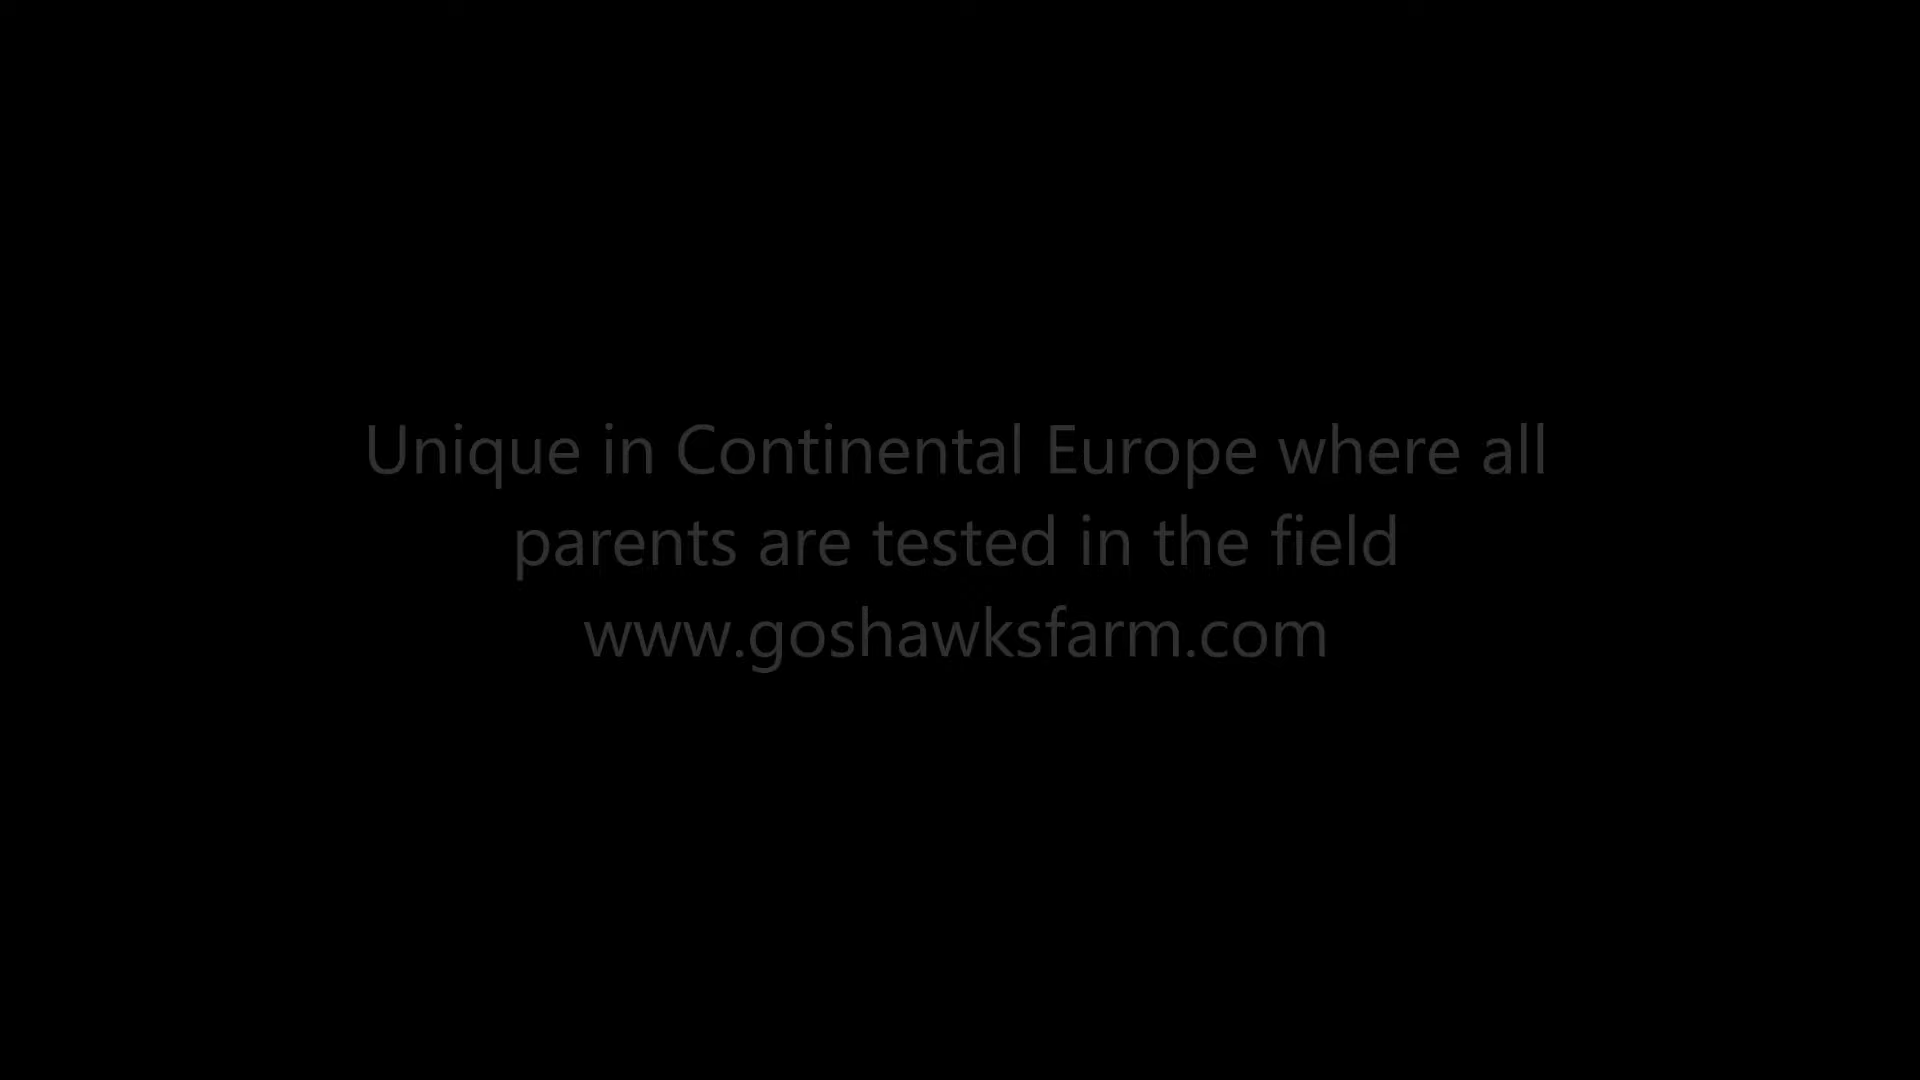 Unique in Continental Europe where all
parents are tested in the field
www.goshawksfarm.com